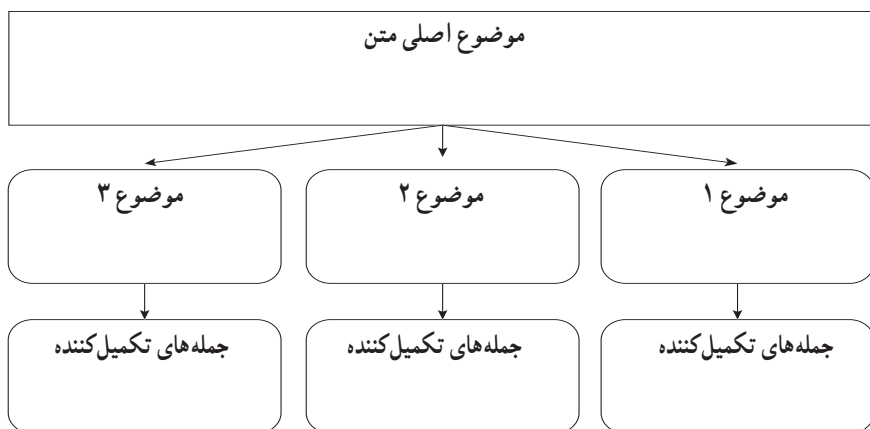 موضوع اصلی متن
موضوع ۱
موضوع ۲
موضوع ۳
جمله‌های تکمیل‌کننده
جمله‌های تکمیل‌کننده
جمله‌های تکمیل‌کننده